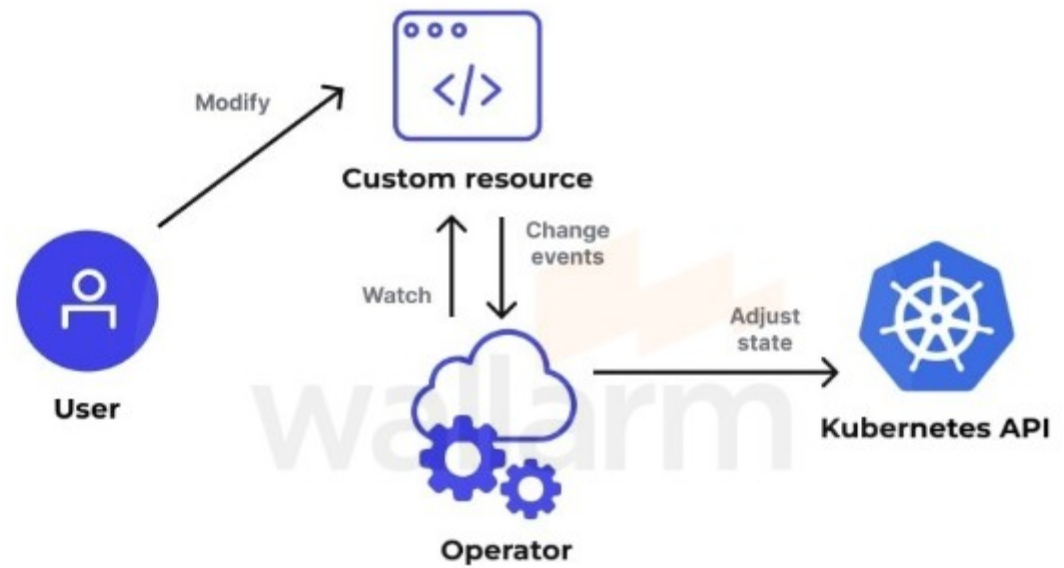 Modify
</>
Custom resource
Change
events
Watch
Adjust
state
User
wallarm
Kubernetes API
Operator